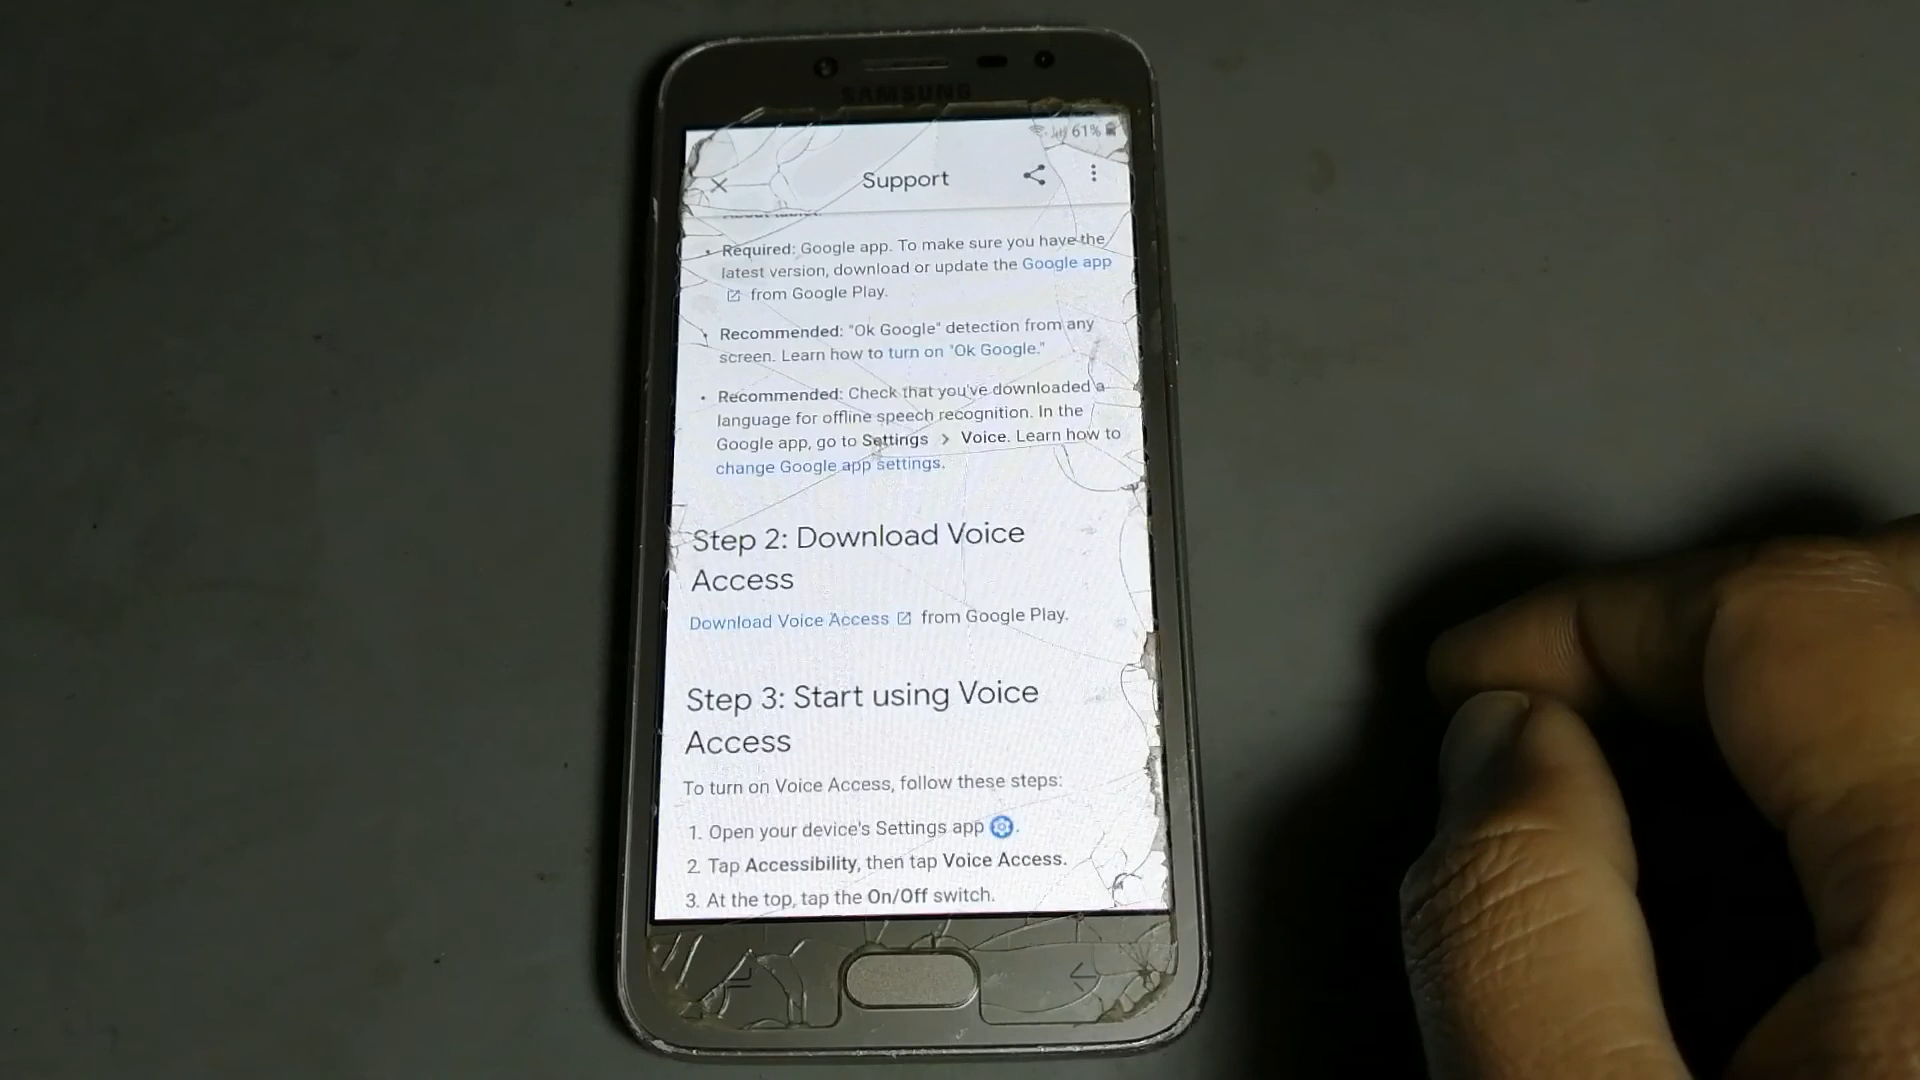 SAMSUNG
61%
Support
Required: Google app. To make sure you have the
latest version, download or update the Google app
from Google Play.
Recommended: "Ok Google" detection from any
screen. Learn how to turn on "Ok Google."
Recommended: Check that you've downloaded a
language for offline speech recognition. In the
Google app, go to Settings > Voice. Learn how to
change Google app settings.
Step 2: Download Voice
Access
Download Voice Access from Google Play.
Step 3: Start using Voice
Access
To turn on Voice Access, follow these steps:
1. Open your device's Settings app .
2. Tap Accessibility, then tap Voice Access.
3. At the top, tap the On/Off switch.